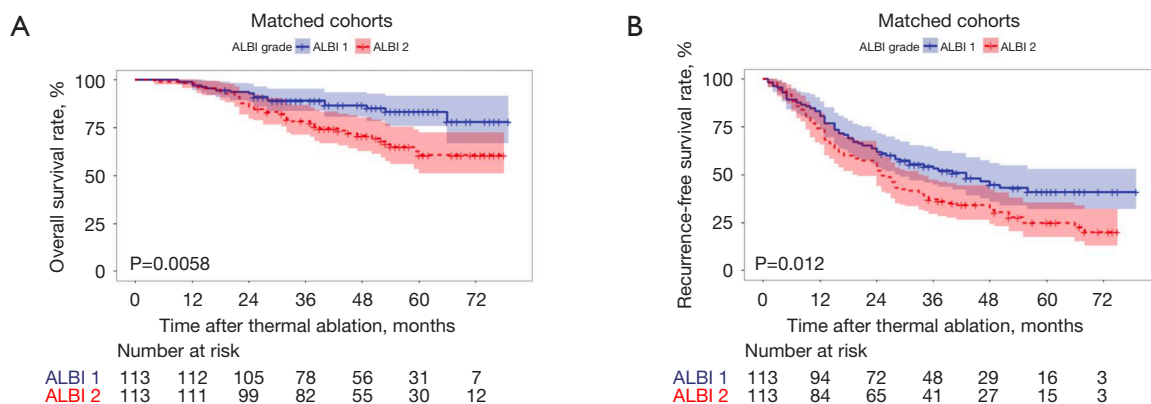 A
Matched cohorts
ALBI grade ALBI 1 ALBI 2
Overall survival rate, %
100
75
50
25
0
P=0.0058
0 12 24 36 48 60 72
Time after thermal ablation, months
Number at risk
ALBI 1 113 112 105 78 56 31 7
ALBI 2 113 111 99 82 55 30 12
B
Matched cohorts
ALBI grade ALBI 1 ALBI 2
Recurrence-free survival rate, %
100
75
50
25
0
P=0.012
0 12 24 36 48 60 72
Time after thermal ablation, months
Number at risk
ALBI 1 113 94 72 48 29 16 3
ALBI 2 113 84 65 41 27 15 3